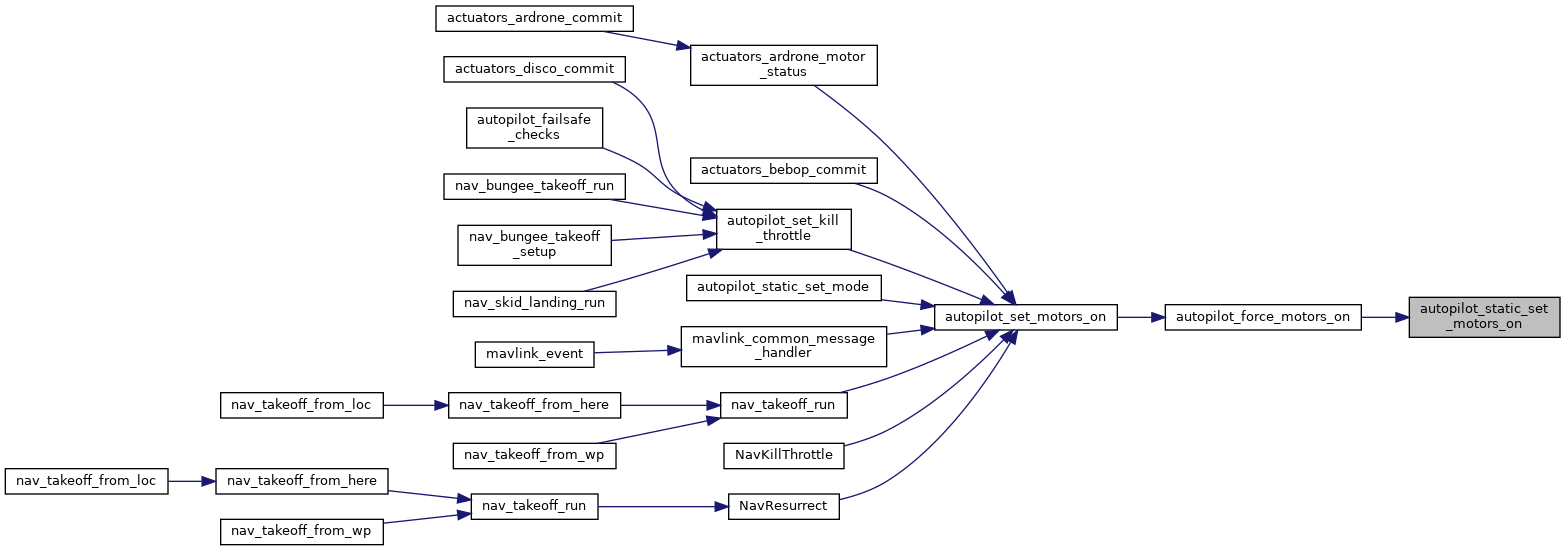 actuators_ardrone_commit
actuators_disco_commit
autopilot_failsafe
_checks
nav_bungee_takeoff_run
nav_bungee_takeoff
_setup
nav_skid_landing_run
mavlink_event
nav_takeoff_from_loc
nav_takeoff_from_here
nav_takeoff_from_wp
nav_takeoff_from_loc
nav_takeoff_from_here
nav_takeoff_from_wp
nav_takeoff_run
actuators_ardrone_motor
_status
actuators_bebop_commit
autopilot_set_kill
_throttle
autopilot_static_set_mode
mavlink_common_message
_handler
nav_takeoff_run
NavKillThrottle
NavResurrect
autopilot_set_motors_on
autopilot_force_motors_on
autopilot_static_set
_motors_on